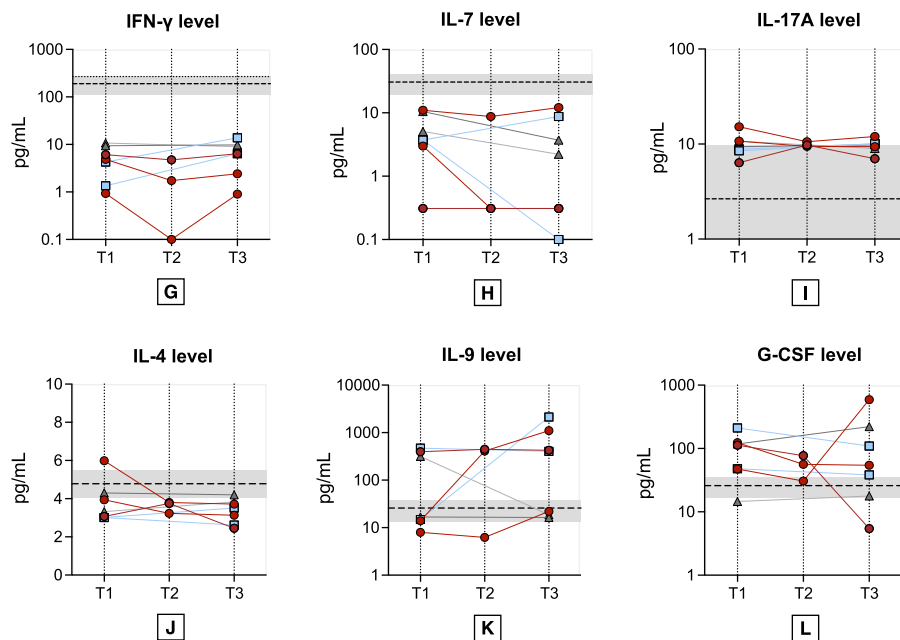 IFN-γ level
1000
100
10
1
0.1
pg/mL
T1 T2 T3
G
IL-7 level
100
10
1
0.1
pg/mL
T1 T2 T3
H
IL-17A level
100
10
1
pg/mL
T1 T2 T3
I
IL-4 level
10
8
6
4
2
0
pg/mL
T1 T2 T3
J
IL-9 level
10000
1000
100
10
1
pg/mL
T1 T2 T3
K
G-CSF level
1000
100
10
1
pg/mL
T1 T2 T3
L